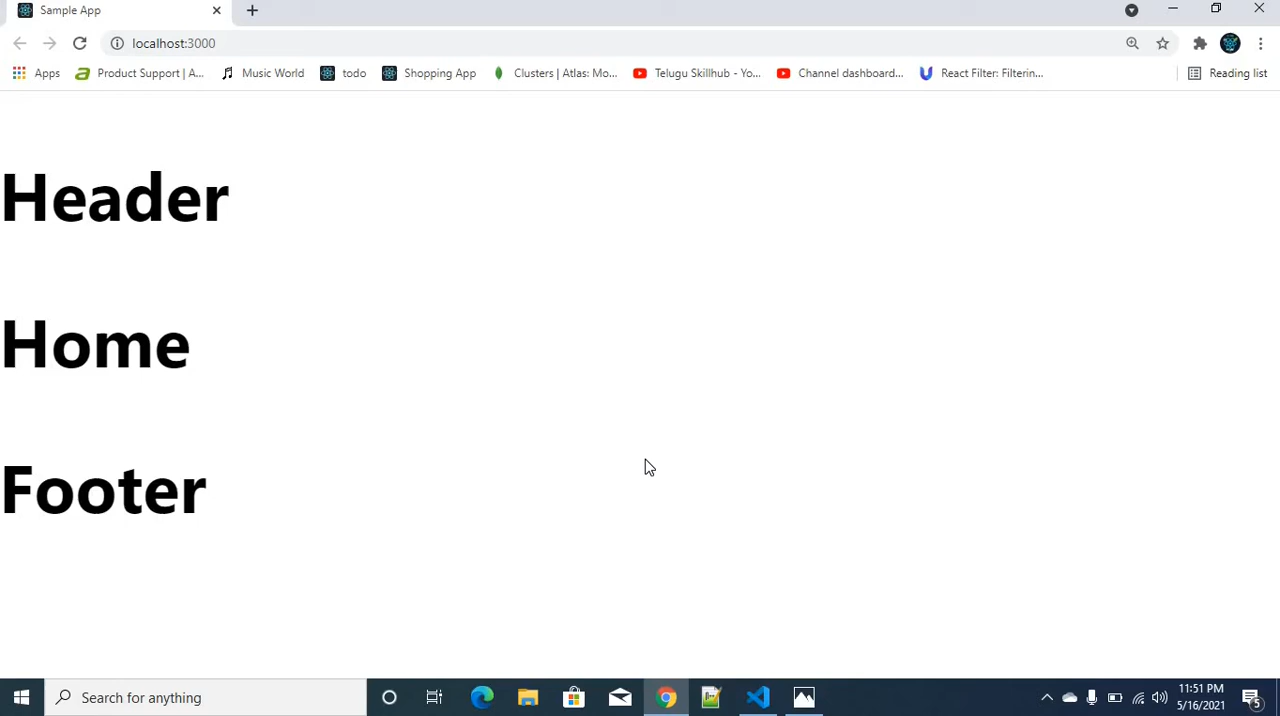 Sample App
localhost:3000
Apps Product Support | A... Music World todo Shopping App Clusters | Atlas: Mo... Telugu Skillhub - Yo... Channel dashboard... React Filter: Filterin... Reading list
Header
Home
Footer
Search for anything
11:51 PM
5/16/2021
5